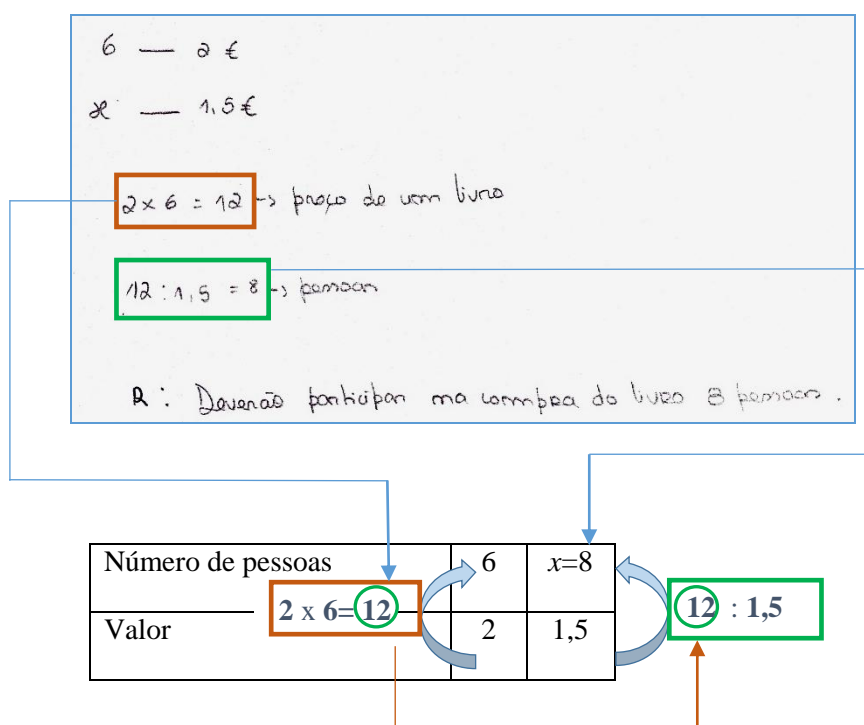 6 — 2 €
x — 1,5 €
2 x 6 = 12 -> preço de um livro
12 : 1,5 = 8 -> pessoas
R: Deverão participar na compra do livro 8 pessoas.
Número de pessoas 6 x=8
2 x 6= 12
12 : 1,5
Valor 2 1,5